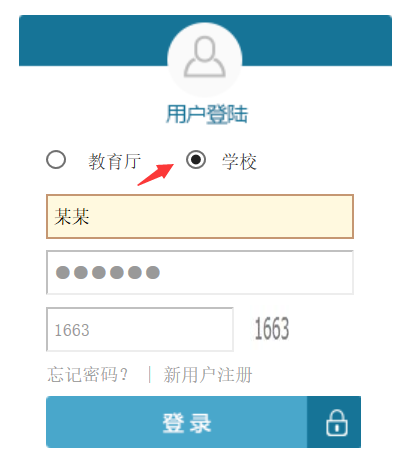 用户登陆
教育厅 学校
某某
●●●●●●
1663 1663
忘记密码？ | 新用户注册
登录